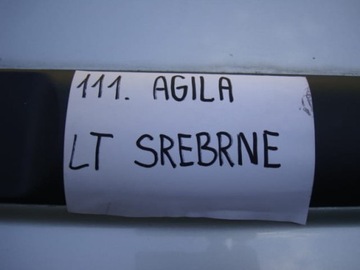 111. AGILA
LT SREBRNE